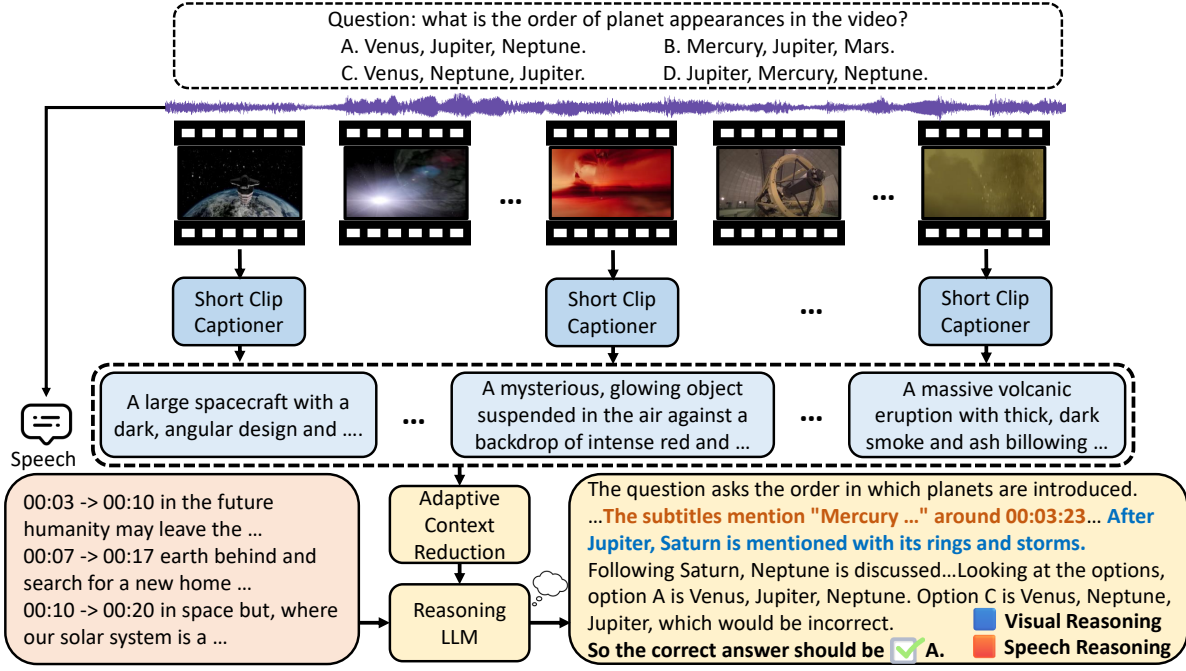 Question: what is the order of planet appearances in the video?
A. Venus, Jupiter, Neptune.
B. Mercury, Jupiter, Mars.
C. Venus, Neptune, Jupiter.
D. Jupiter, Mercury, Neptune.
...
...
Short Clip
Captioner
Short Clip
Captioner
...
Short Clip
Captioner
A large spacecraft with a
dark, angular design and ....
...
A mysterious, glowing object
suspended in the air against a
backdrop of intense red and ...
...
A massive volcanic
eruption with thick, dark
smoke and ash billowing ...
Speech
00:03 -> 00:10 in the future
humanity may leave the ...
00:07 -> 00:17 earth behind and
search for a new home ...
00:10 -> 00:20 in space but, where
our solar system is a ...
Adaptive
Context
Reduction
Reasoning
LLM
The question asks the order in which planets are introduced.
...The subtitles mention "Mercury ..." around 00:03:23... After
Jupiter, Saturn is mentioned with its rings and storms.
Following Saturn, Neptune is discussed...Looking at the options,
option A is Venus, Jupiter, Neptune. Option C is Venus, Neptune,
Jupiter, which would be incorrect.
So the correct answer should be A.
Visual Reasoning
Speech Reasoning